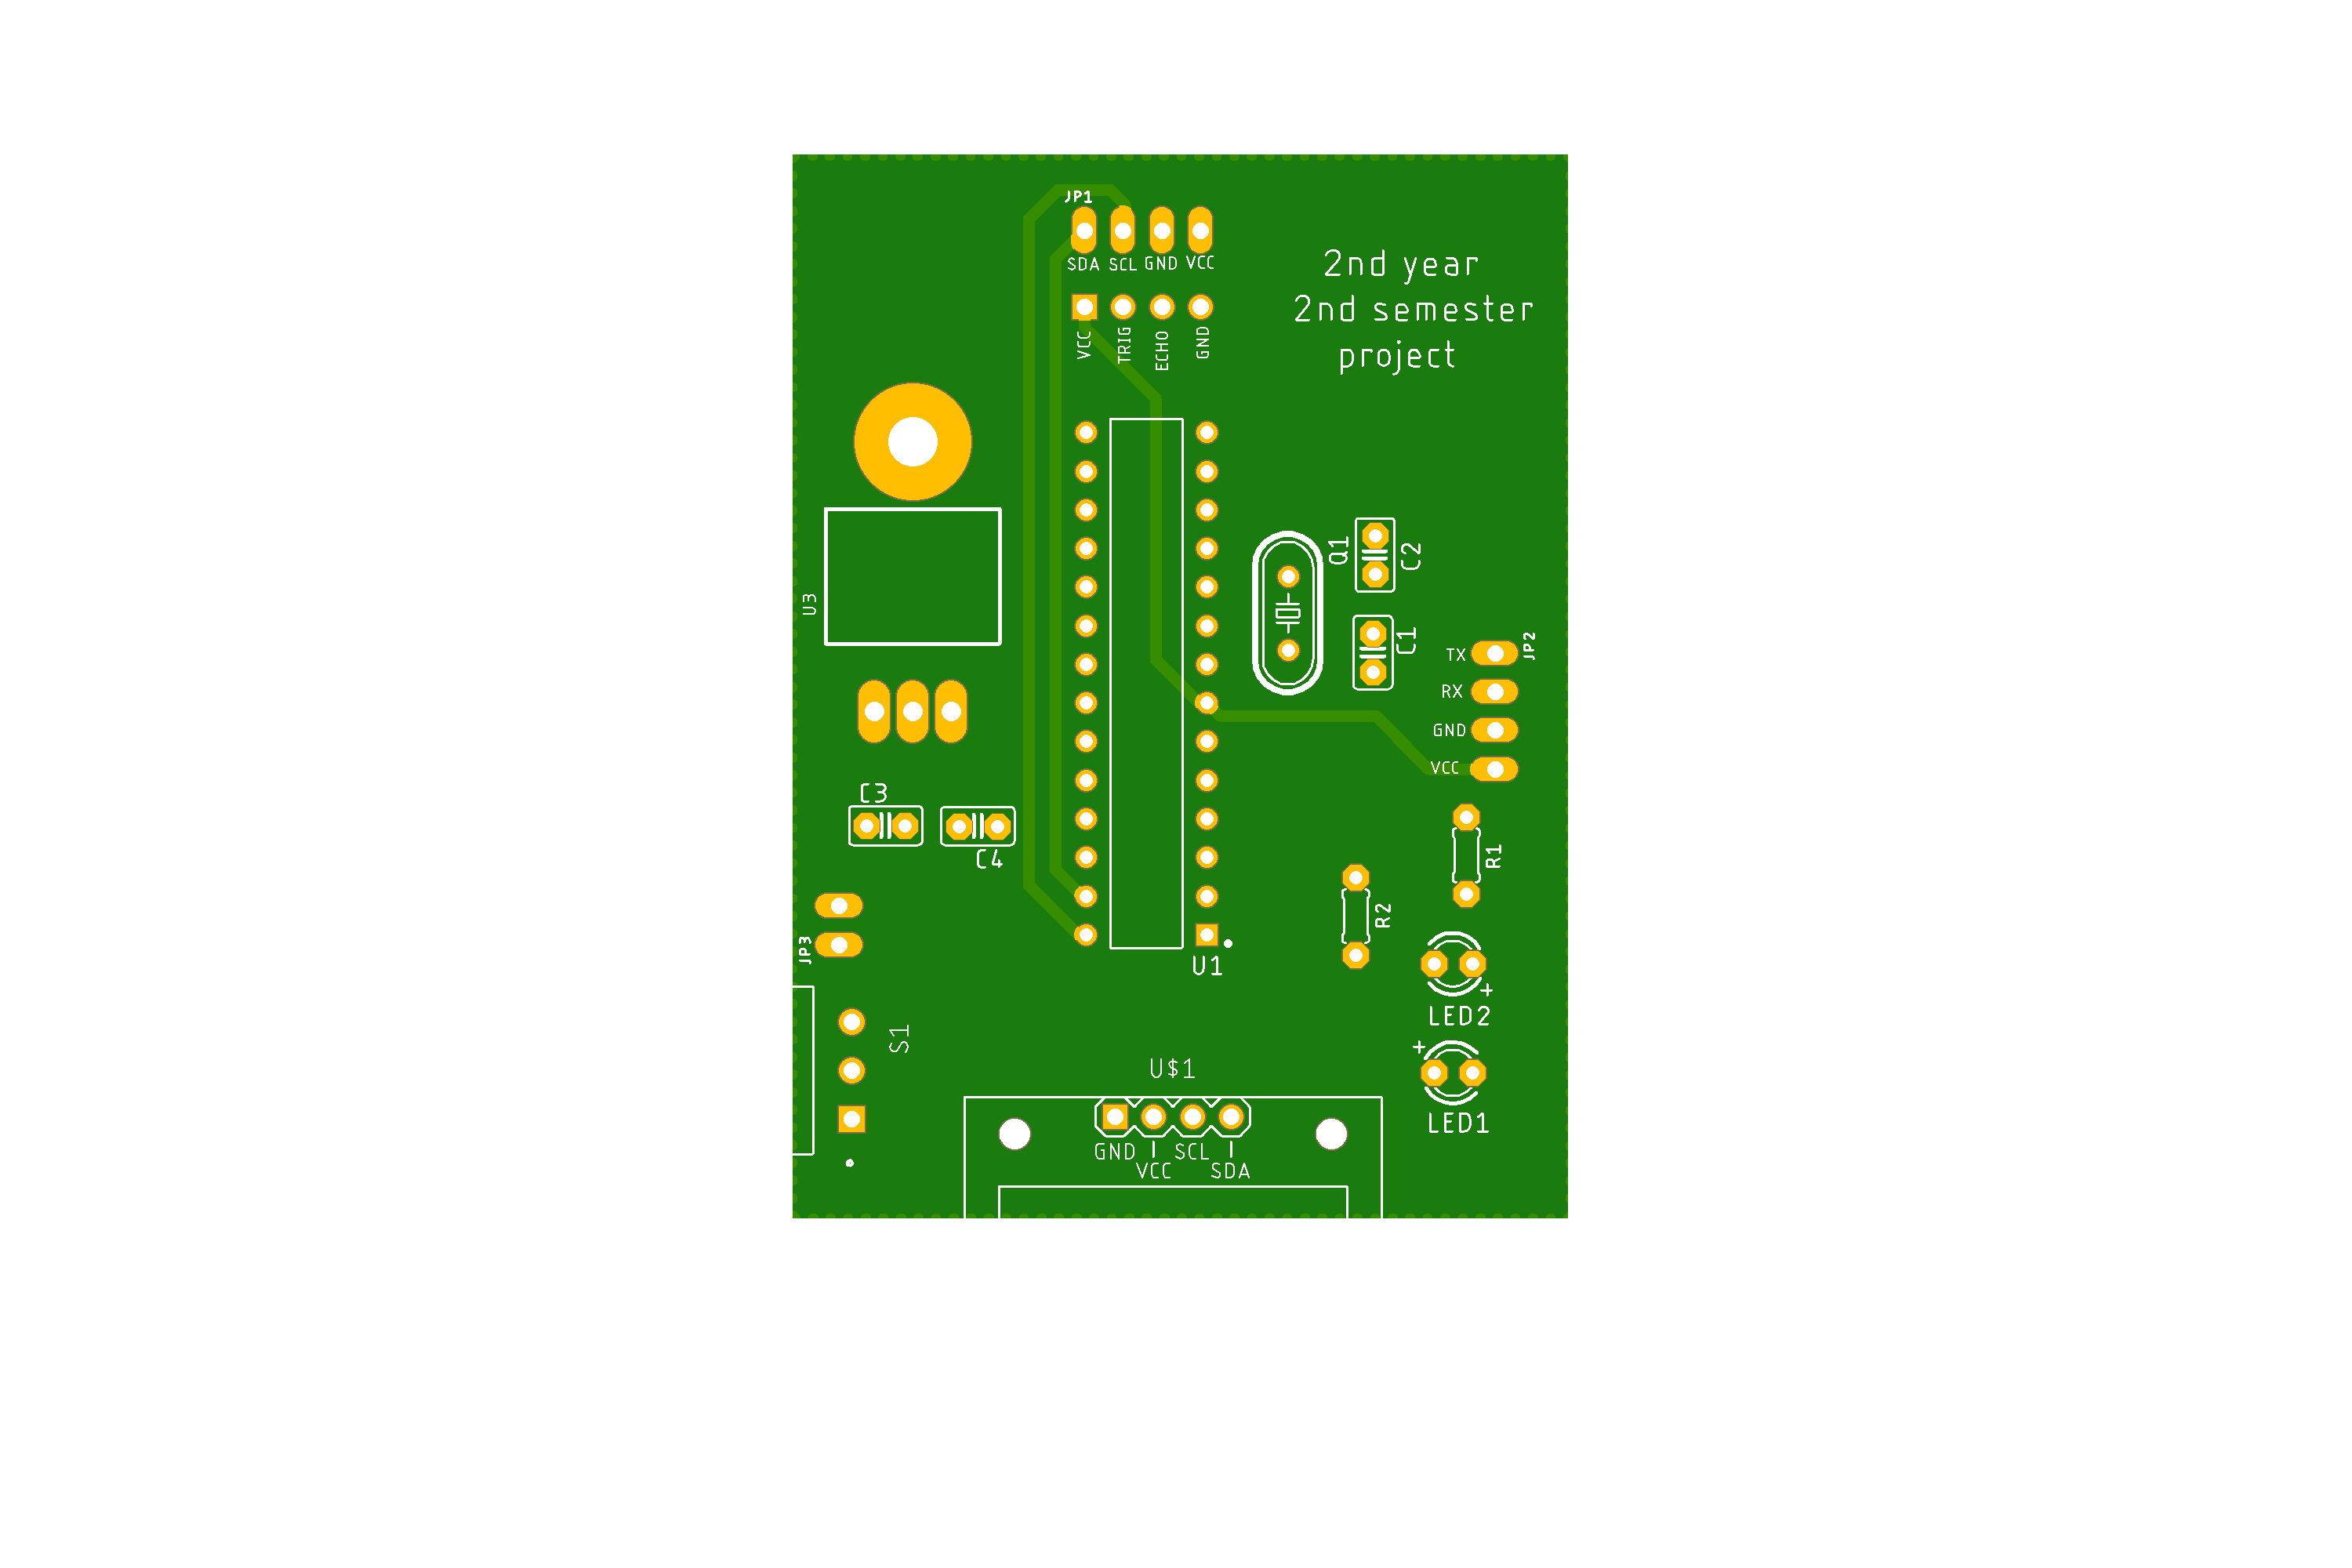 JP1
SDA SCL GND VCC
2nd year
2nd semester
project
VCC TRIG ECHO GND
Q1
C2
U3
C1
TX
JP2
RX
GND
VCC
C3
C4
R1
R2
JP3
U1
LED2
+
S1
+
U$1
LED1
GND SCL
VCC SDA